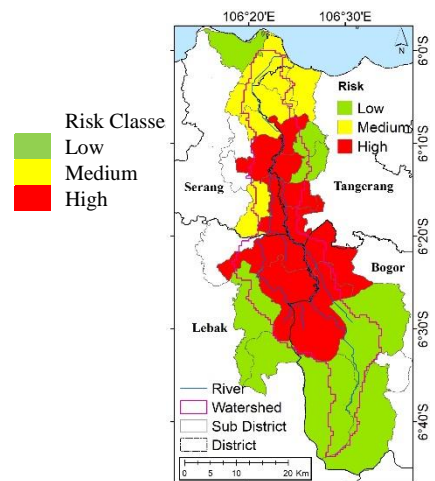 106°20'E 106°30'E
6°0'S
N
Risk
Low
Medium
High
Risk Classe
Low
Medium
High
6°10'S
Serang
Tangerang
6°20'S
Bogor
Lebak
6°30'S
River
Watershed
Sub District
District
6°40'S
0 5 10 20 Km